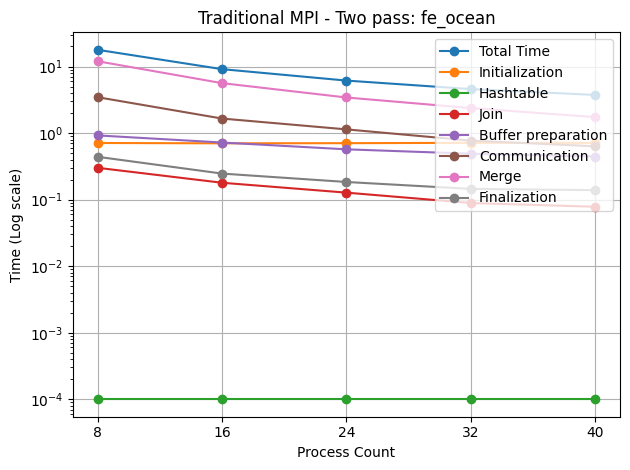 Traditional MPI - Two pass: fe_ocean
Total Time
Initialization
Hashtable
Join
Buffer preparation
Communication
Merge
Finalization
Time (Log scale)
10¹
10⁰
10⁻¹
10⁻²
10⁻³
10⁻⁴
8 16 24 32 40
Process Count